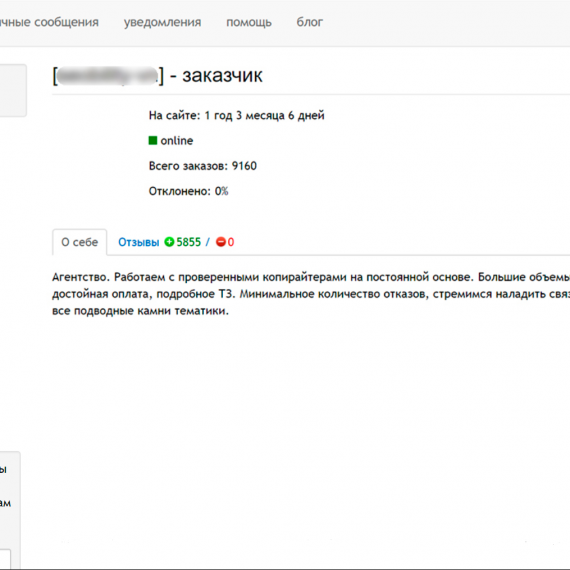 чные сообщения уведомления помощь блог
[ ] - заказчик
На сайте: 1 год 3 месяца 6 дней
online
Всего заказов: 9160
Отклонено: 0%
О себе Отзывы 5855 / 0
Агентство. Работаем с проверенными копирайтерами на постоянной основе. Большие объемы
достойная оплата, подробное ТЗ. Минимальное количество отказов, стремимся наладить связ
все подводные камни тематики.
ы
ам